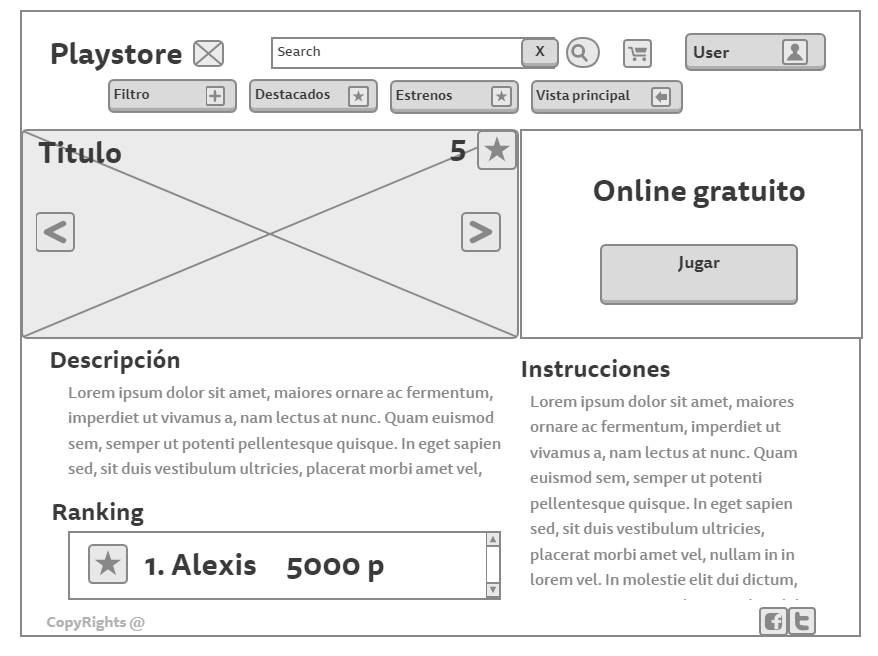 Playstore
Search
X
User
Filtro
Destacados
Estrenos
Vista principal
Titulo
5
<
>
Online gratuito
Jugar
Descripción
Lorem ipsum dolor sit amet, maiores ornare ac fermentum,
imperdiet ut vivamus a, nam lectus at nunc. Quam euismod
sem, semper ut potenti pellentesque quisque. In eget sapien
sed, sit duis vestibulum ultricies, placerat morbi amet vel,
Ranking
1. Alexis 5000 p
Instrucciones
Lorem ipsum dolor sit amet, maiores
ornare ac fermentum, imperdiet ut
vivamus a, nam lectus at nunc. Quam
euismod sem, semper ut potenti
pellentesque quisque. In eget sapien
sed, sit duis vestibulum ultricies,
placerat morbi amet vel, nullam in in
lorem vel. In molestie elit dui dictum,
CopyRights @
f t